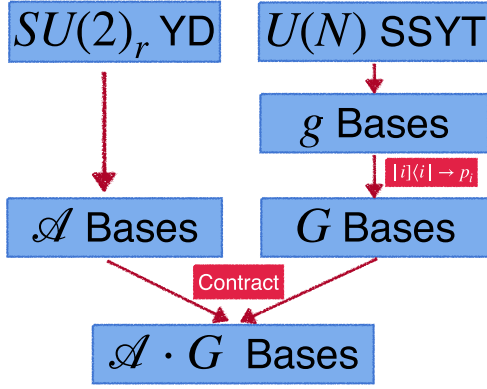 SU(2)_r YD
U(N) SSYT
g Bases
|i]⟨i| → p_i
𝒜 Bases
G Bases
Contract
𝒜 · G Bases